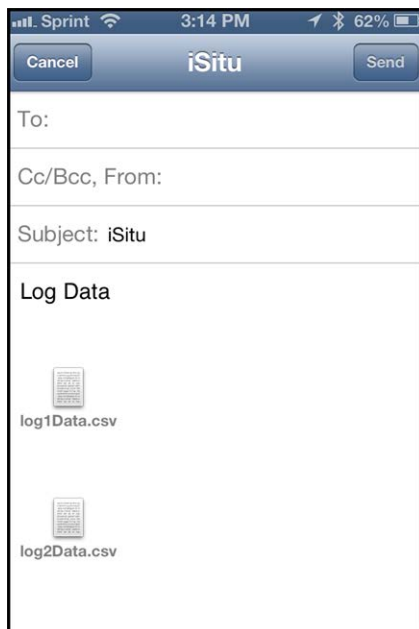 Sprint 3:14 PM 62%
Cancel iSitu Send
To:
Cc/Bcc, From:
Subject: iSitu
Log Data
log1Data.csv
log2Data.csv